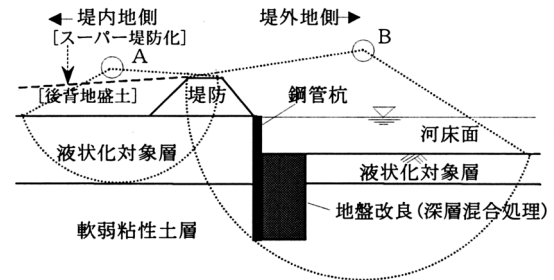 堤内地側
堤外地側
[スーパー堤防化]
A
B
[後背地盛土]
堤防
鋼管杭
河床面
液状化対象層
液状化対象層
地盤改良(深層混合処理)
軟弱粘性土層